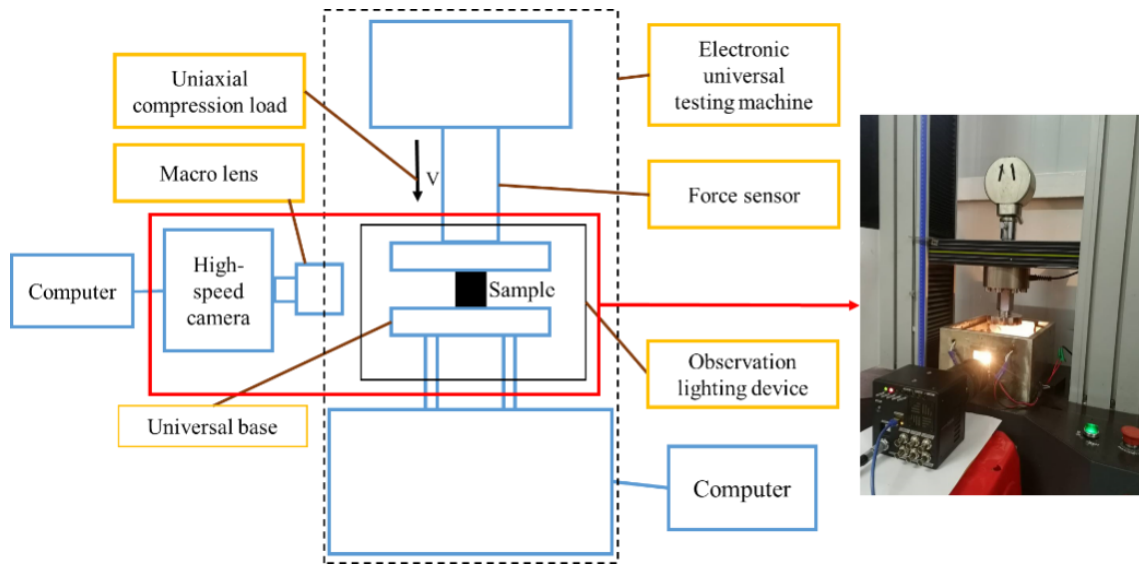 Uniaxial
compression load
Electronic
universal
testing machine
Macro lens
V
Force sensor
Computer
High-
speed
camera
Sample
Universal base
Observation
lighting device
Computer